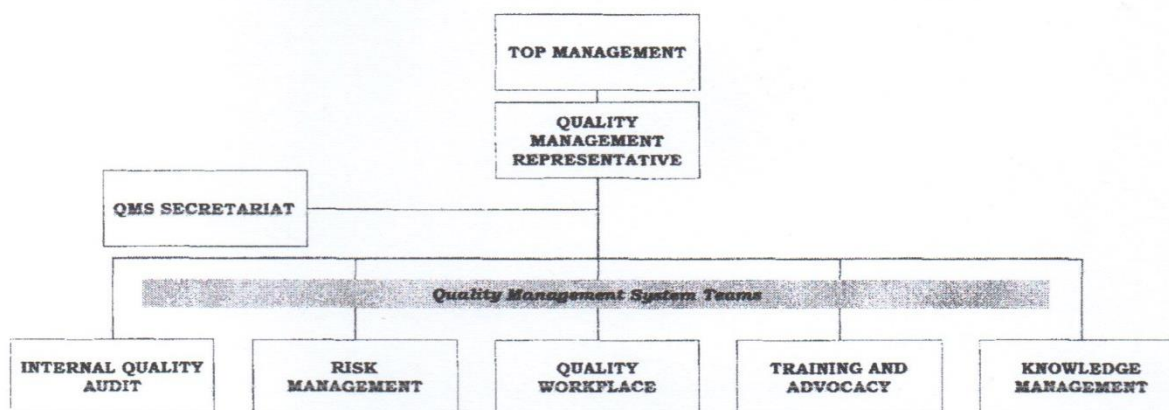 TOP MANAGEMENT
QUALITY
MANAGEMENT
REPRESENTATIVE
QMS SECRETARIAT
Quality Management System Teams
INTERNAL QUALITY
AUDIT
RISK
MANAGEMENT
QUALITY
WORKPLACE
TRAINING AND
ADVOCACY
KNOWLEDGE
MANAGEMENT